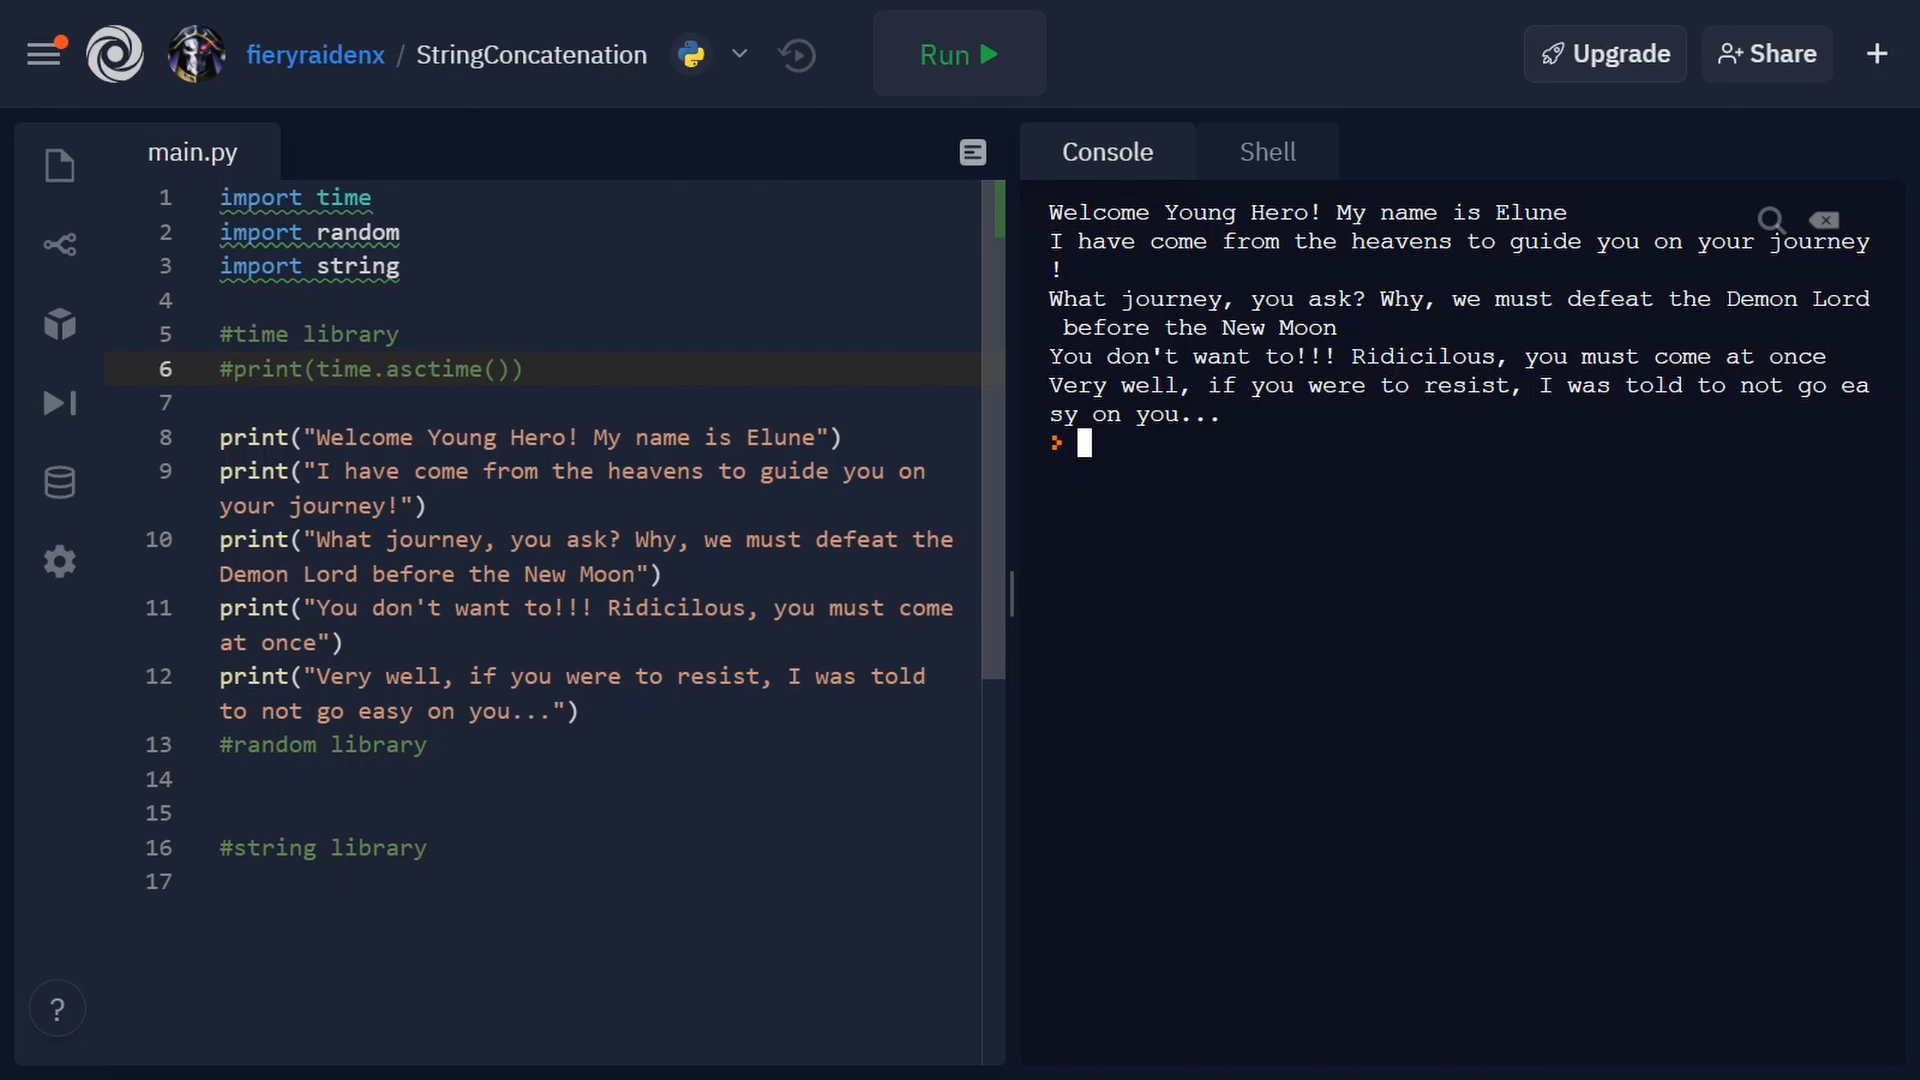 fieryraidenx / StringConcatenation
Run
Upgrade
Share
+
main.py
1 import time
2 import random
3 import string
4
5 #time library
6 #print(time.asctime())
7
8 print("Welcome Young Hero! My name is Elune")
9 print("I have come from the heavens to guide you on
your journey!")
10 print("What journey, you ask? Why, we must defeat the
Demon Lord before the New Moon")
11 print("You don't want to!!! Ridicilous, you must come
at once")
12 print("Very well, if you were to resist, I was told
to not go easy on you...")
13 #random library
14
15
16 #string library
17
?
Console
Shell
Welcome Young Hero! My name is Elune
I have come from the heavens to guide you on your journey
!
What journey, you ask? Why, we must defeat the Demon Lord
before the New Moon
You don't want to!!! Ridicilous, you must come at once
Very well, if you were to resist, I was told to not go ea
sy on you...